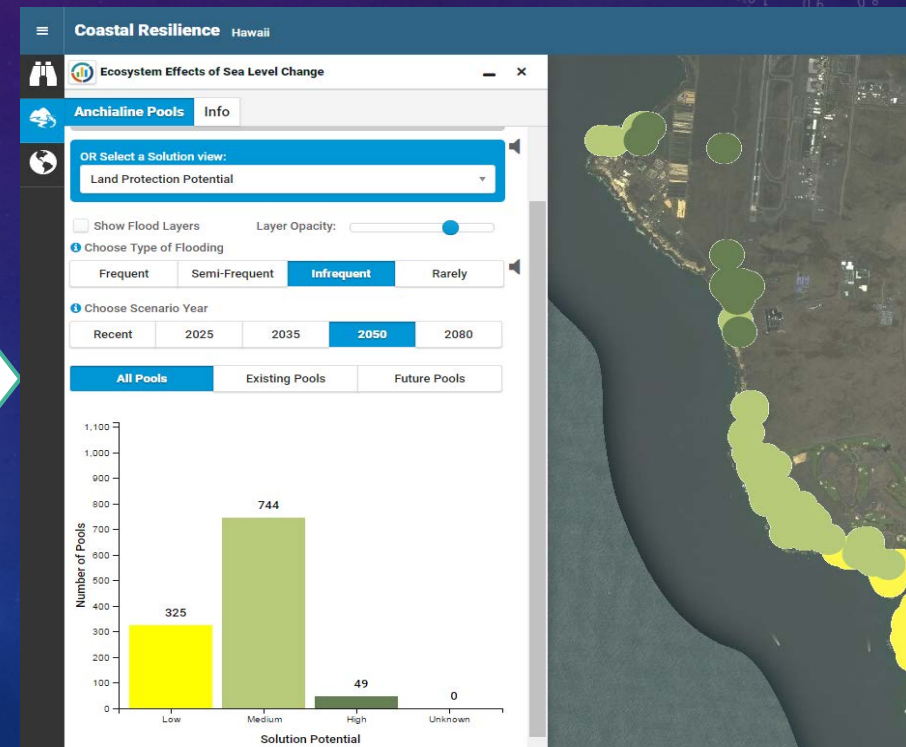 Coastal Resilience Hawaii
Ecosystem Effects of Sea Level Change
Anchialine Pools Info
OR Select a Solution view:
Land Protection Potential
Show Flood Layers Layer Opacity:
Choose Type of Flooding
Frequent Semi-Frequent Infrequent Rarely
Choose Scenario Year
Recent 2025 2035 2050 2080
All Pools Existing Pools Future Pools
1,100
1,000
900
800
700
600
500
400
300
200
100
0
Number of Pools
325
744
49
0
Low Medium High Unknown
Solution Potential